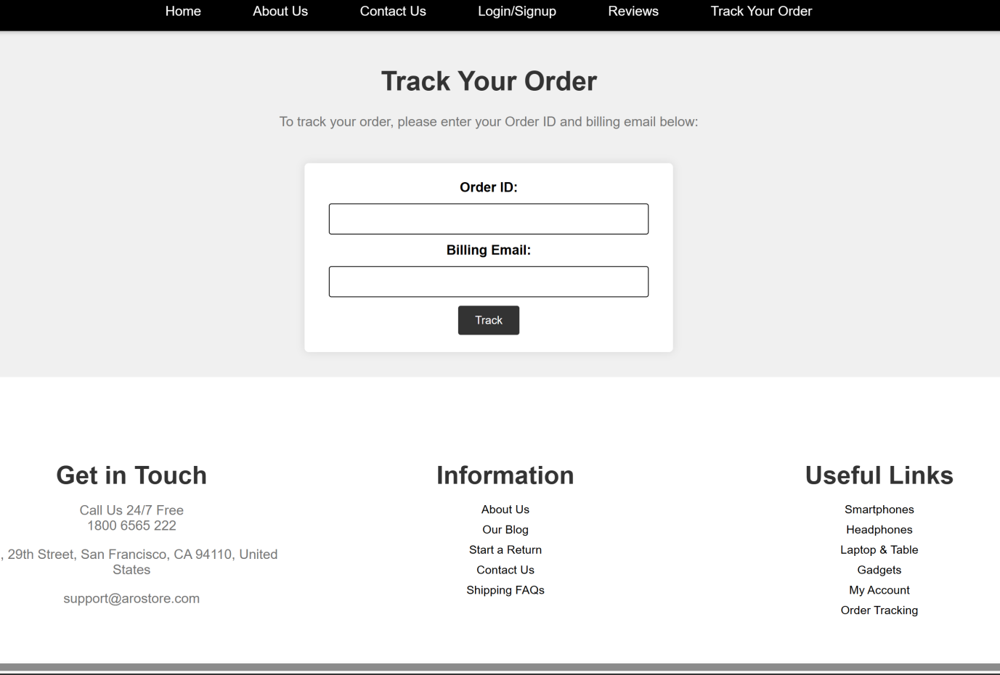 Home About Us Contact Us Login/Signup Reviews Track Your Order
Track Your Order
To track your order, please enter your Order ID and billing email below:
Order ID:
Billing Email:
Track
Get in Touch
Call Us 24/7 Free
1800 6565 222
, 29th Street, San Francisco, CA 94110, United
States
support@arostore.com
Information
About Us
Our Blog
Start a Return
Contact Us
Shipping FAQs
Useful Links
Smartphones
Headphones
Laptop & Table
Gadgets
My Account
Order Tracking